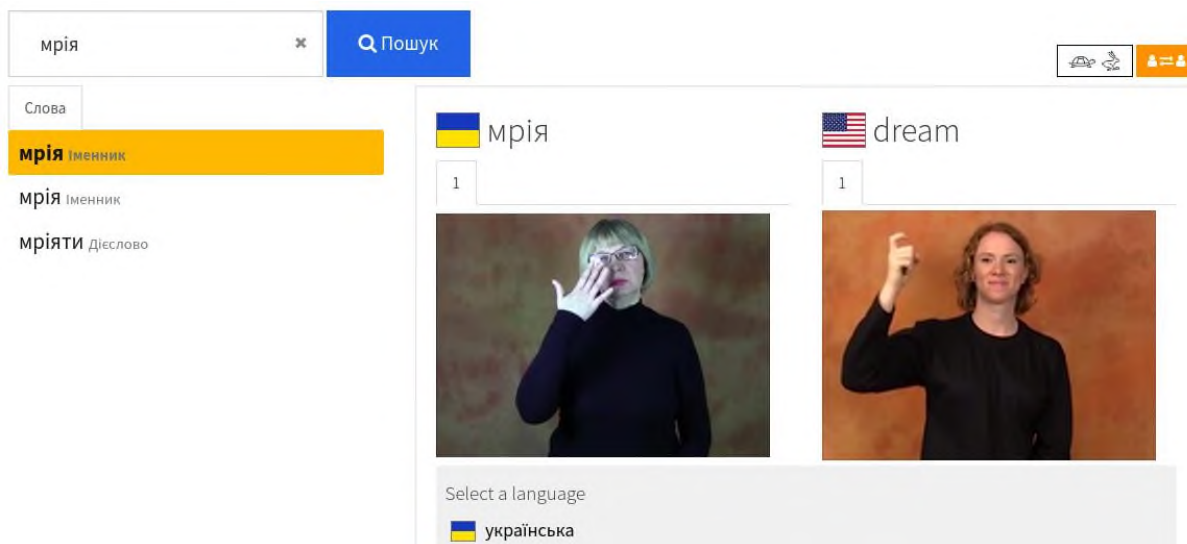 мрія ✖ Пошук
Слова
мрія Іменник
мрія Іменник
мріяти Дієслово
мрія
1
dream
1
Select a language
українська